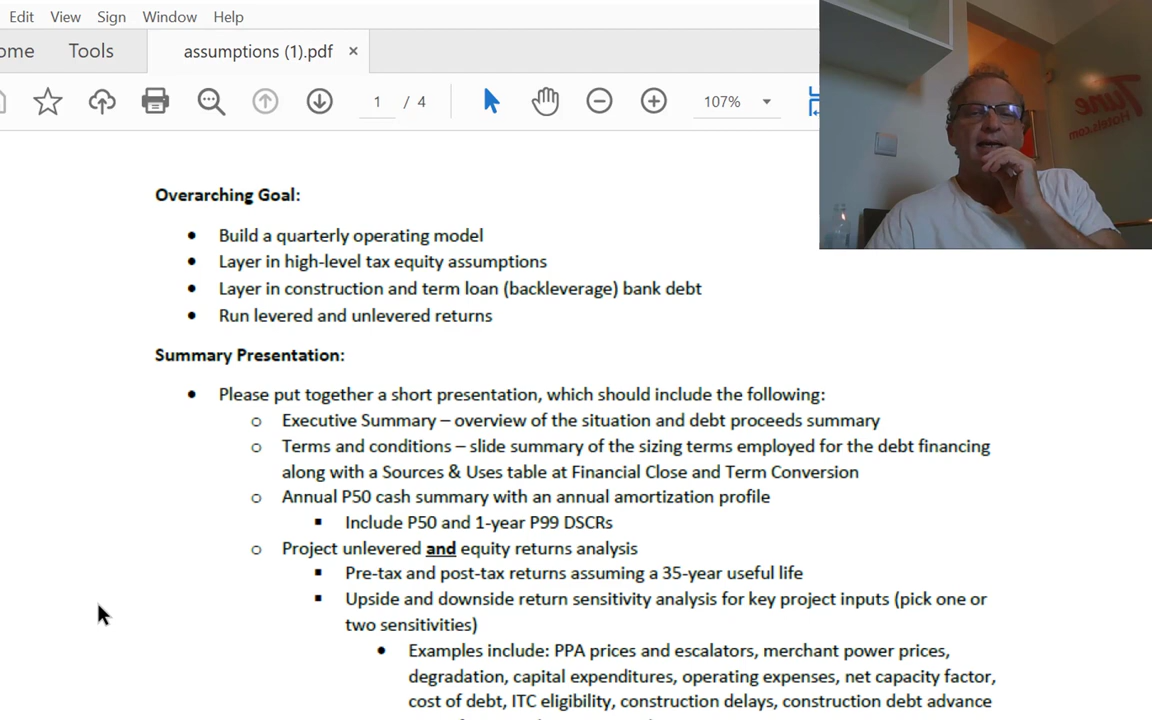 Edit View Sign Window Help
ome Tools assumptions (1).pdf ×
1 / 4 107%
Overarching Goal:
• Build a quarterly operating model
• Layer in high-level tax equity assumptions
• Layer in construction and term loan (backleverage) bank debt
• Run levered and unlevered returns
Summary Presentation:
• Please put together a short presentation, which should include the following:
o Executive Summary – overview of the situation and debt proceeds summary
o Terms and conditions – slide summary of the sizing terms employed for the debt financing
along with a Sources & Uses table at Financial Close and Term Conversion
o Annual P50 cash summary with an annual amortization profile
▪ Include P50 and 1-year P99 DSCRs
o Project unlevered and equity returns analysis
▪ Pre-tax and post-tax returns assuming a 35-year useful life
▪ Upside and downside return sensitivity analysis for key project inputs (pick one or
two sensitivities)
• Examples include: PPA prices and escalators, merchant power prices,
degradation, capital expenditures, operating expenses, net capacity factor,
cost of debt, ITC eligibility, construction delays, construction debt advance
Tune
Hotels.com